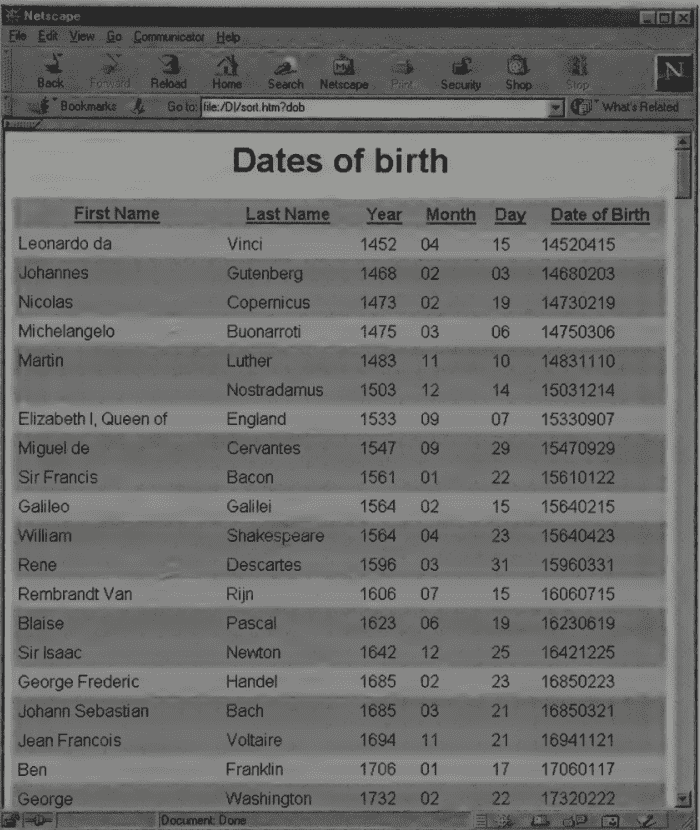 Netscape
File Edit View Go Communicator Help
Back Forward Reload Home Search Netscape Print Security Shop Stop
N
Bookmarks Go to: file:/D|/sort.htm?dob What's Related
Dates of birth
First Name Last Name Year Month Day Date of Birth
Leonardo da Vinci 1452 04 15 14520415
Johannes Gutenberg 1468 02 03 14680203
Nicolas Copernicus 1473 02 19 14730219
Michelangelo Buonarroti 1475 03 06 14750306
Martin Luther 1483 11 10 14831110
Nostradamus 1503 12 14 15031214
Elizabeth I, Queen of England 1533 09 07 15330907
Miguel de Cervantes 1547 09 29 15470929
Sir Francis Bacon 1561 01 22 15610122
Galileo Galilei 1564 02 15 15640215
William Shakespeare 1564 04 23 15640423
Rene Descartes 1596 03 31 15960331
Rembrandt Van Rijn 1606 07 15 16060715
Blaise Pascal 1623 06 19 16230619
Sir Isaac Newton 1642 12 25 16421225
George Frederic Handel 1685 02 23 16850223
Johann Sebastian Bach 1685 03 21 16850321
Jean Francois Voltaire 1694 11 21 16941121
Ben Franklin 1706 01 17 17060117
George Washington 1732 02 22 17320222
Document: Done